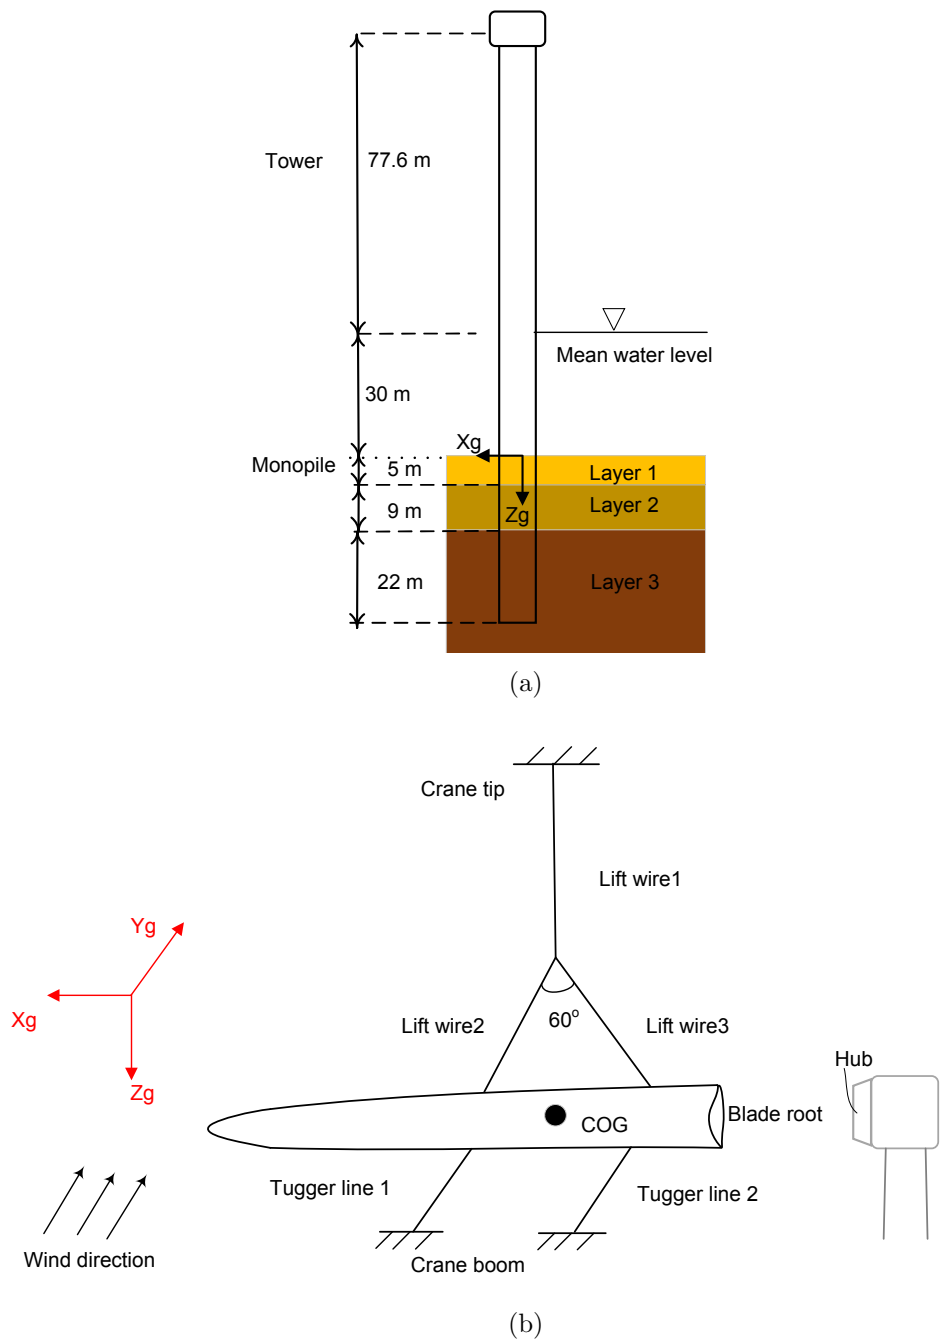 Tower
77.6 m
Mean water level
30 m
Xg
Monopile
5 m
Layer 1
9 m
Layer 2
Zg
22 m
Layer 3
(a)
Crane tip
Lift wire1
Yg
Xg
Zg
Lift wire2
60°
Lift wire3
Hub
COG
Blade root
Tugger line 1
Tugger line 2
Wind direction
Crane boom
(b)